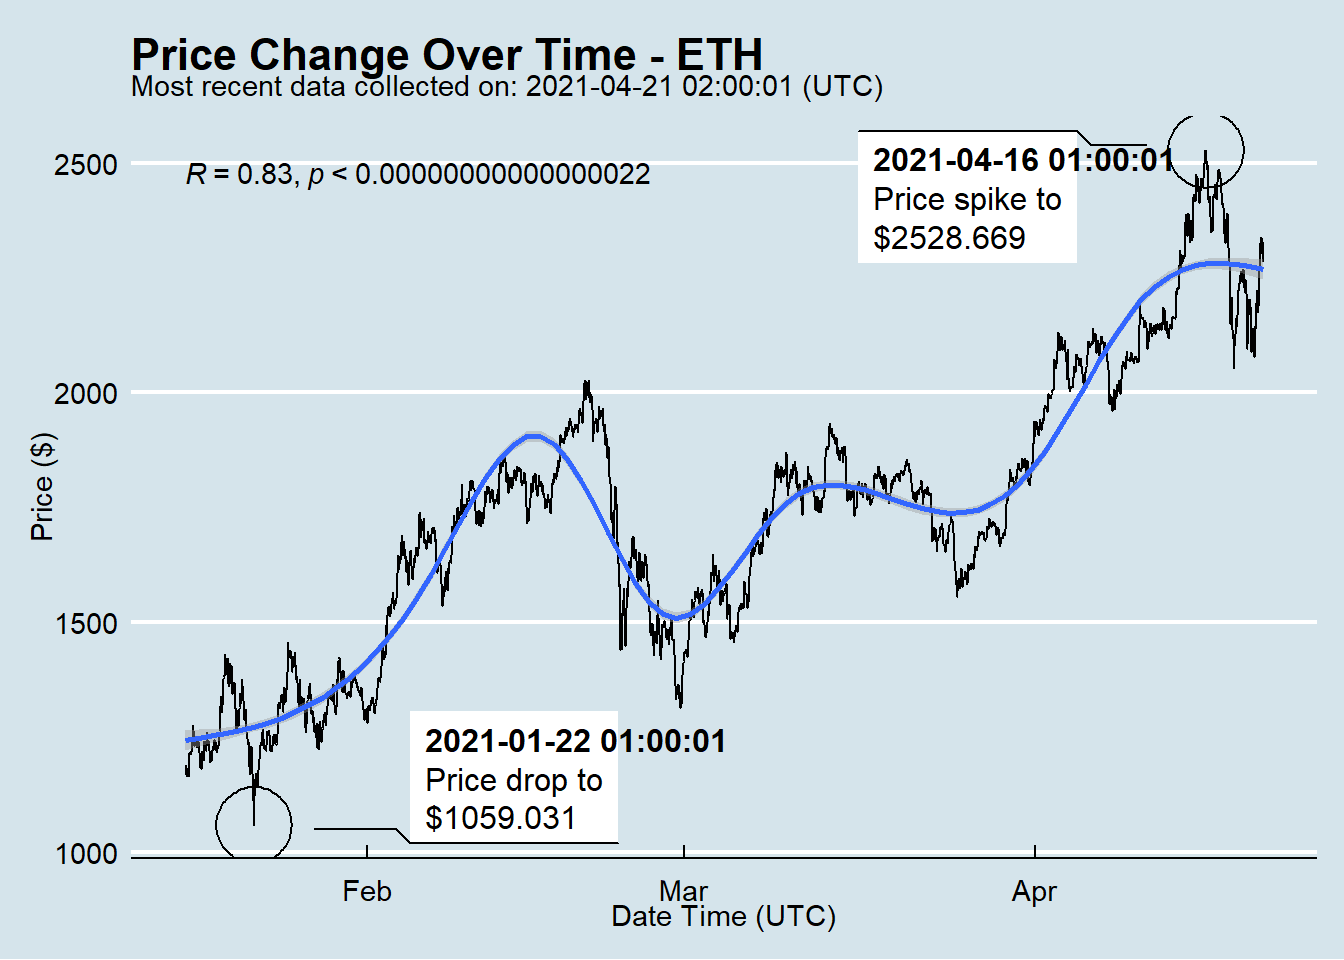 Price Change Over Time - ETH
Most recent data collected on: 2021-04-21 02:00:01 (UTC)
R = 0.83, p < 0.00000000000000022
2021-04-16 01:00:01
Price spike to
$2528.669
2500
2000
1500
1000
Price ($)
2021-01-22 01:00:01
Price drop to
$1059.031
Feb Mar Apr
Date Time (UTC)